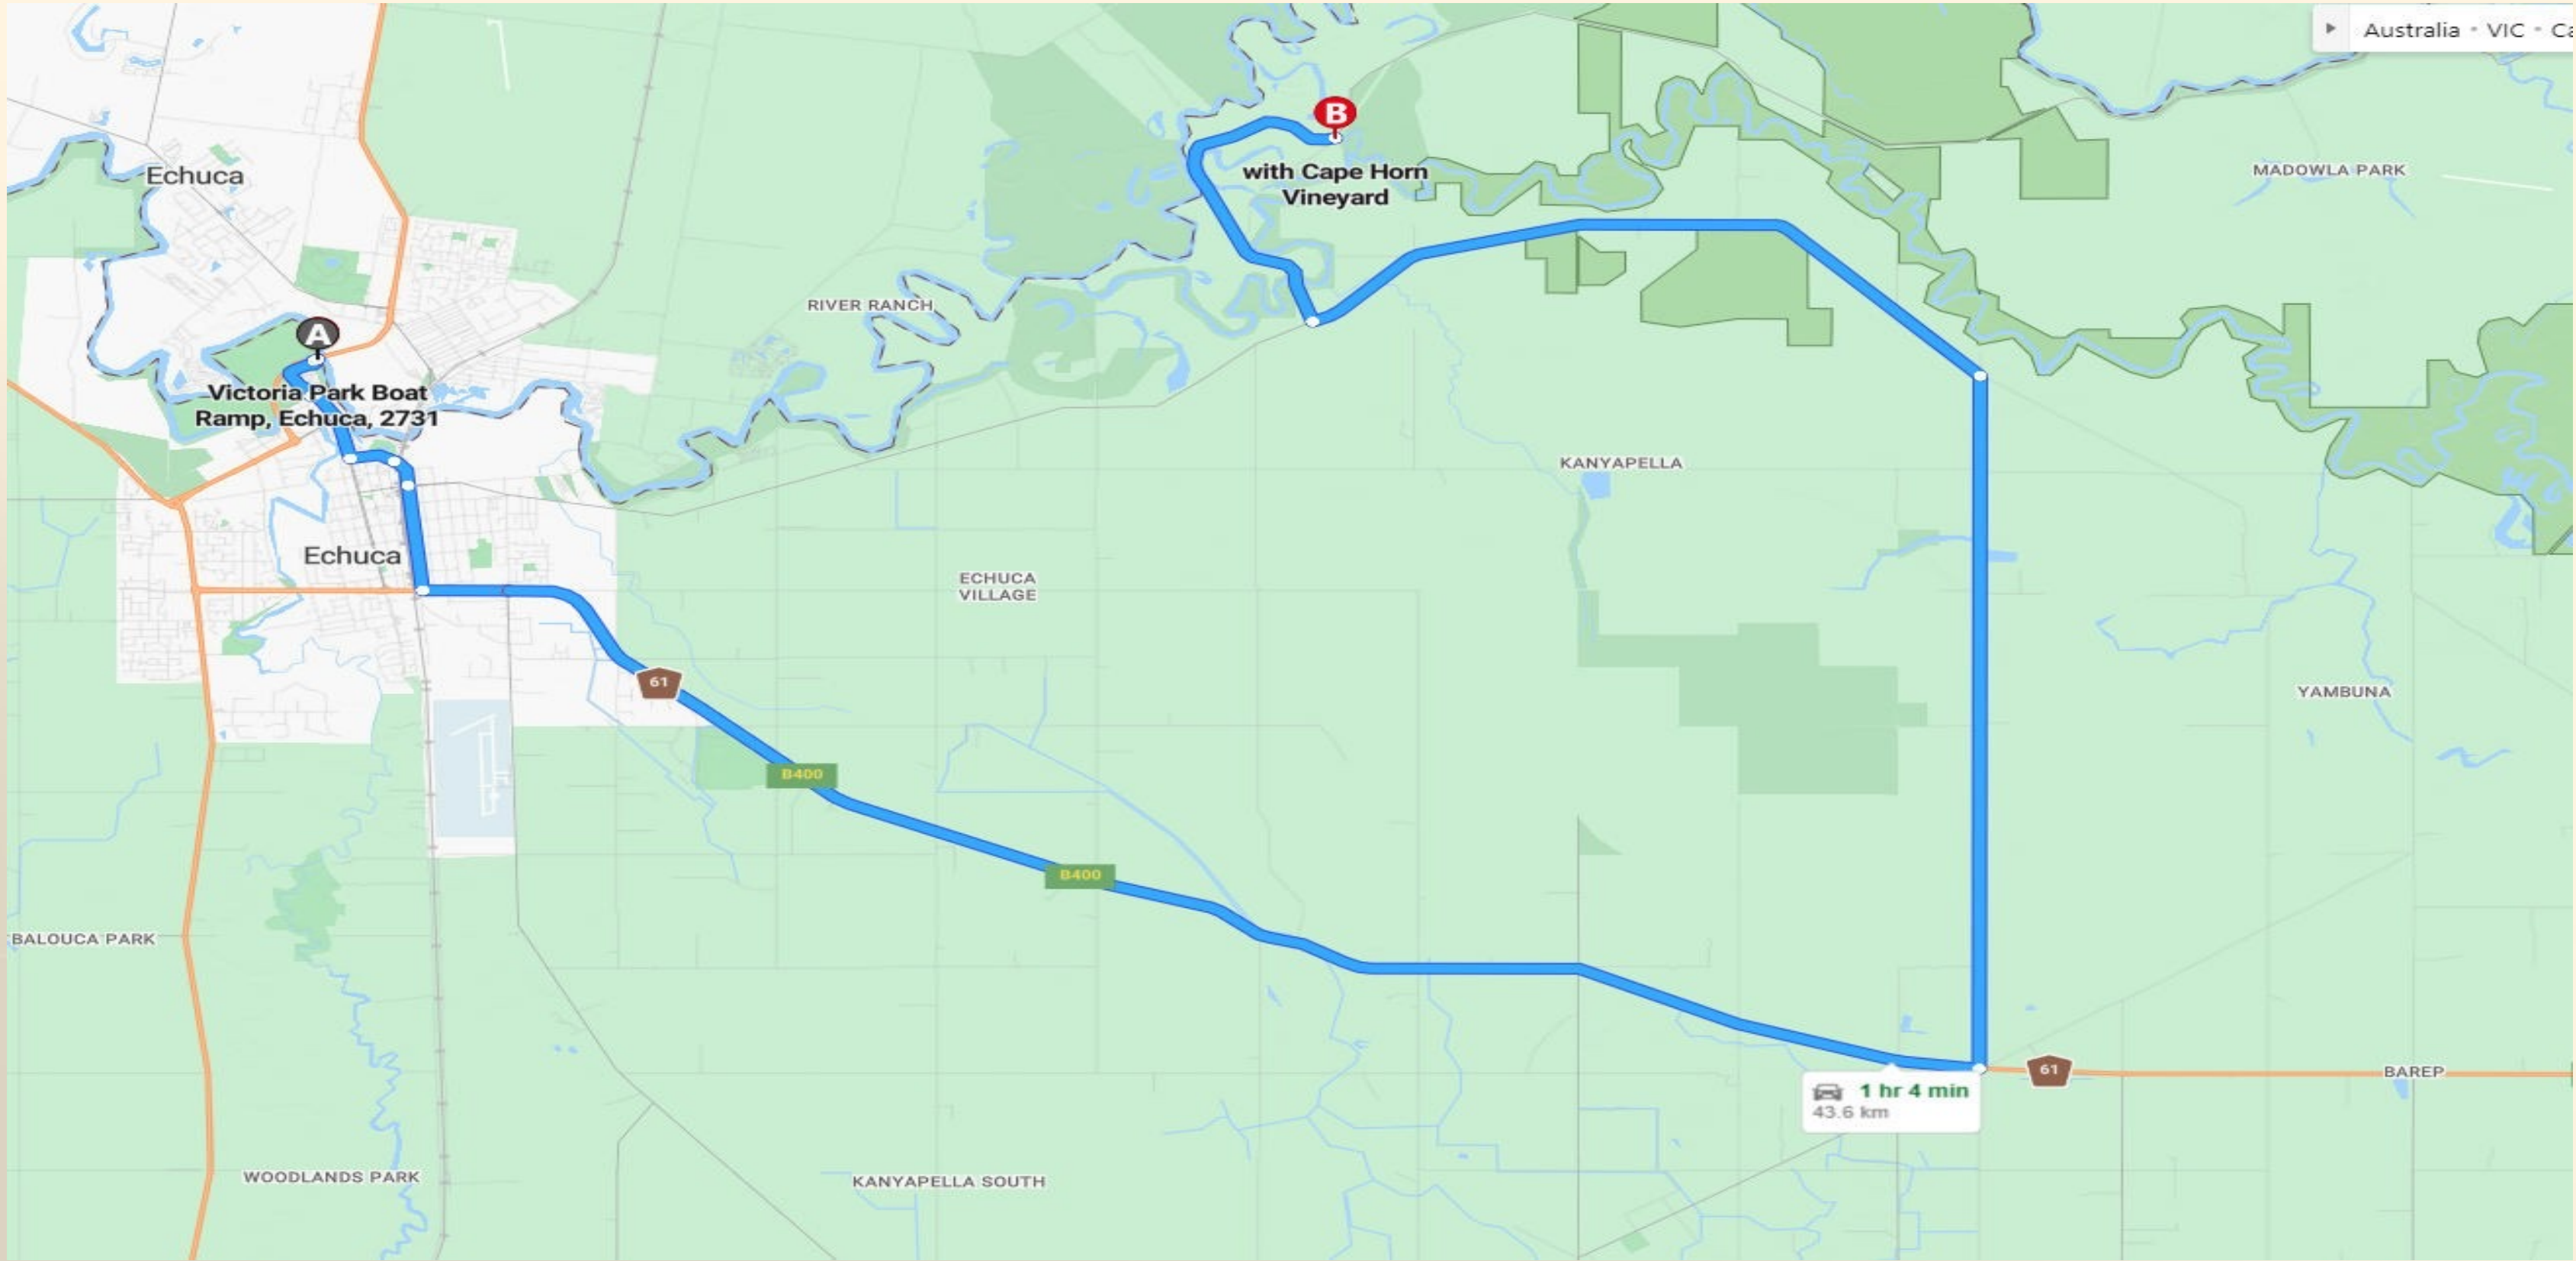 Australia • VIC • Ca
B
with Cape Horn
Vineyard
MADOWLA PARK
Echuca
RIVER RANCH
A
Victoria Park Boat
Ramp, Echuca, 2731
KANYAPELLA
Echuca
ECHUCA
VILLAGE
61
YAMBUNA
B400
B400
BALOUCA PARK
61
BAREP
1 hr 4 min
43.6 km
WOODLANDS PARK
KANYAPELLA SOUTH